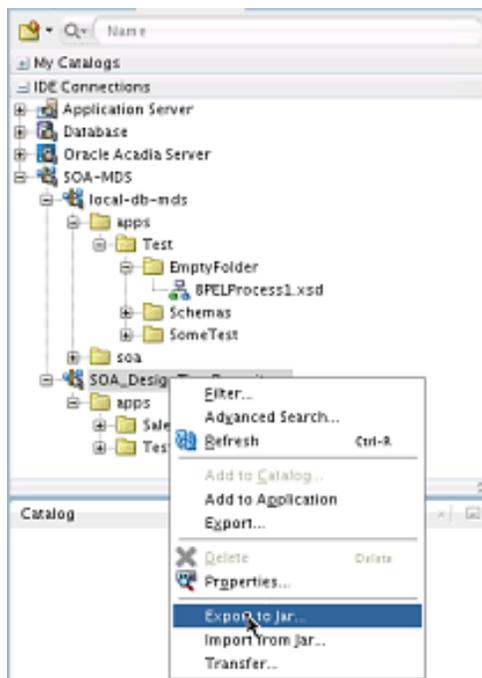 Name
My Catalogs
IDE Connections
Application Server
Database
Oracle Acadia Server
SOA-MDS
local-db-mds
apps
Test
EmptyFolder
BPELProcess1.xsd
Schemas
SomeTest
soa
apps
Filter...
Advanced Search...
Refresh Ctrl-R
Add to Catalog...
Add to Application
Export...
Delete Delete
Properties...
Export to Jar...
Import from Jar...
Transfer...
Catalog